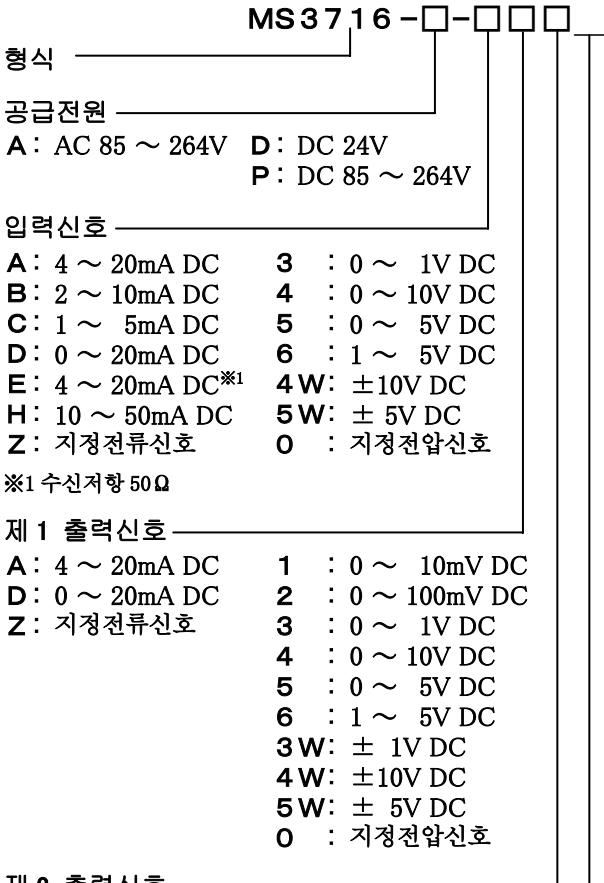 MS3716-□-□□□
형식
공급전원
A: AC 85 ～ 264V D: DC 24V
P: DC 85 ～ 264V
입력신호
A: 4 ～ 20mA DC 3 : 0 ～ 1V DC
B: 2 ～ 10mA DC 4 : 0 ～ 10V DC
C: 1 ～ 5mA DC 5 : 0 ～ 5V DC
D: 0 ～ 20mA DC 6 : 1 ～ 5V DC
E: 4 ～ 20mA DC※1 4W: ±10V DC
H: 10 ～ 50mA DC 5W: ± 5V DC
Z: 지정전류신호 0 : 지정전압신호
※1 수신저항 50Ω
제 1 출력신호
A: 4 ～ 20mA DC 1 : 0 ～ 10mV DC
D: 0 ～ 20mA DC 2 : 0 ～ 100mV DC
Z: 지정전류신호 3 : 0 ～ 1V DC
4 : 0 ～ 10V DC
5 : 0 ～ 5V DC
6 : 1 ～ 5V DC
3W: ± 1V DC
4W: ±10V DC
5W: ± 5V DC
0 : 지정전압신호